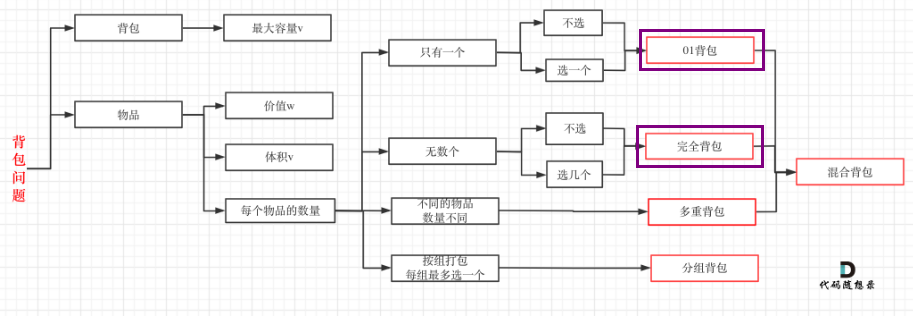 背包问题
背包
最大容量v
物品
价值w
体积v
每个物品的数量
只有一个
不选
选一个
01背包
无数个
不选
选几个
完全背包
不同的物品
数量不同
多重背包
混合背包
按组打包
每组最多选一个
分组背包
代码随想录